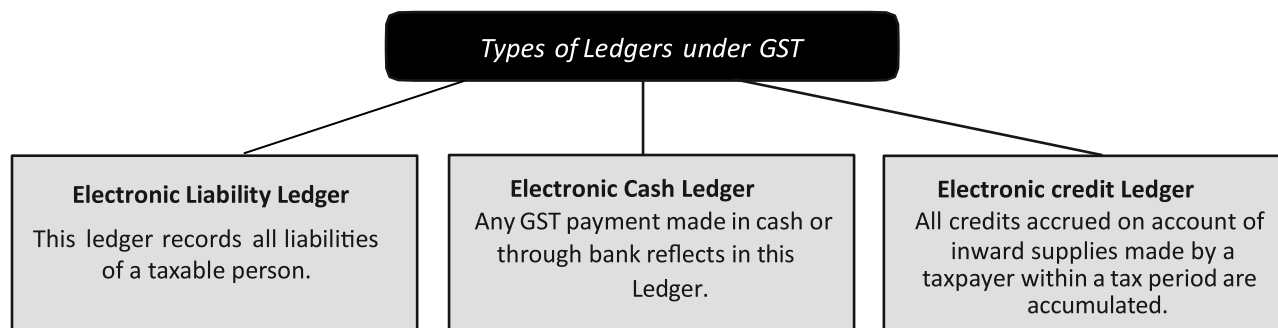 Types of Ledgers under GST
Electronic Liability Ledger
This ledger records all liabilities
of a taxable person.
Electronic Cash Ledger
Any GST payment made in cash or
through bank reflects in this
Ledger.
Electronic credit Ledger
All credits accrued on account of
inward supplies made by a
taxpayer within a tax period are
accumulated.